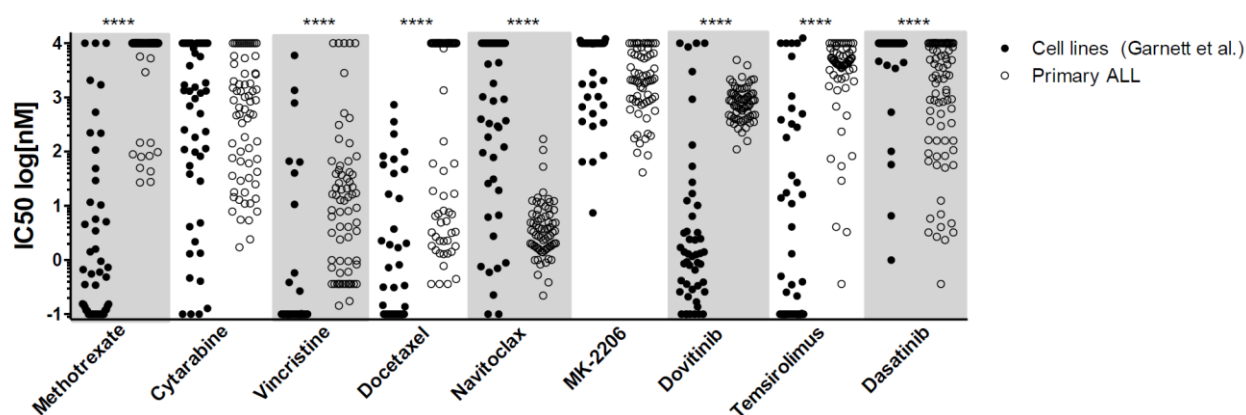 **** **** **** **** **** **** ****
IC50 log[nM]
4
3
2
1
0
-1
Methotrexate
Cytarabine
Vincristine
Docetaxel
Navitoclax
MK-2206
Dovitinib
Temsirolimus
Dasatinib
Cell lines (Garnett et al.)
Primary ALL